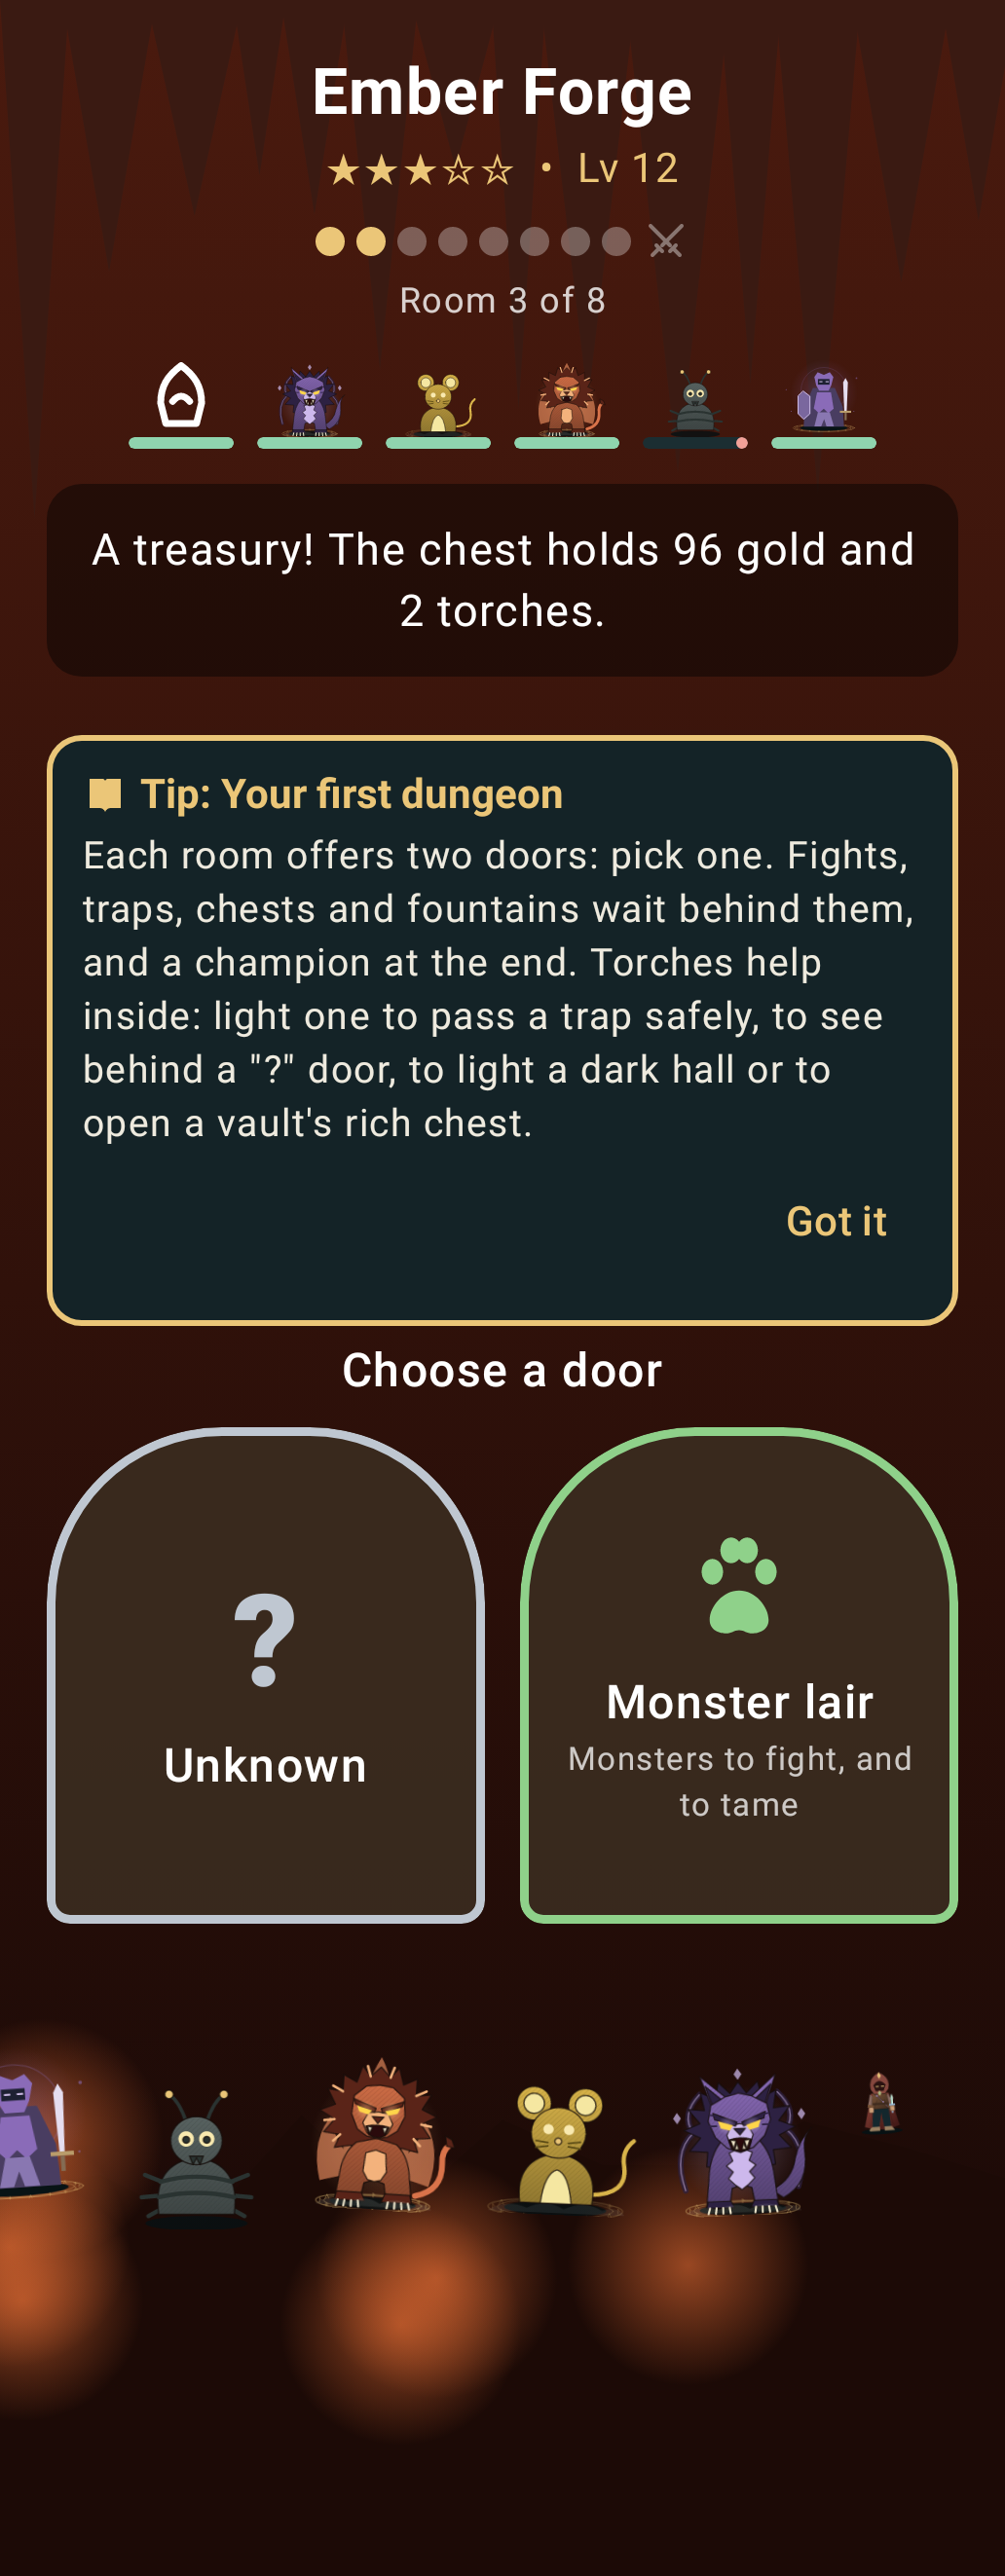 Ember Forge
★★★☆☆ • Lv 12
Room 3 of 8
A treasury! The chest holds 96 gold and
2 torches.
Tip: Your first dungeon
Each room offers two doors: pick one. Fights,
traps, chests and fountains wait behind them,
and a champion at the end. Torches help
inside: light one to pass a trap safely, to see
behind a "?" door, to light a dark hall or to
open a vault's rich chest.
Got it
Choose a door
?
Unknown
Monster lair
Monsters to fight, and
to tame